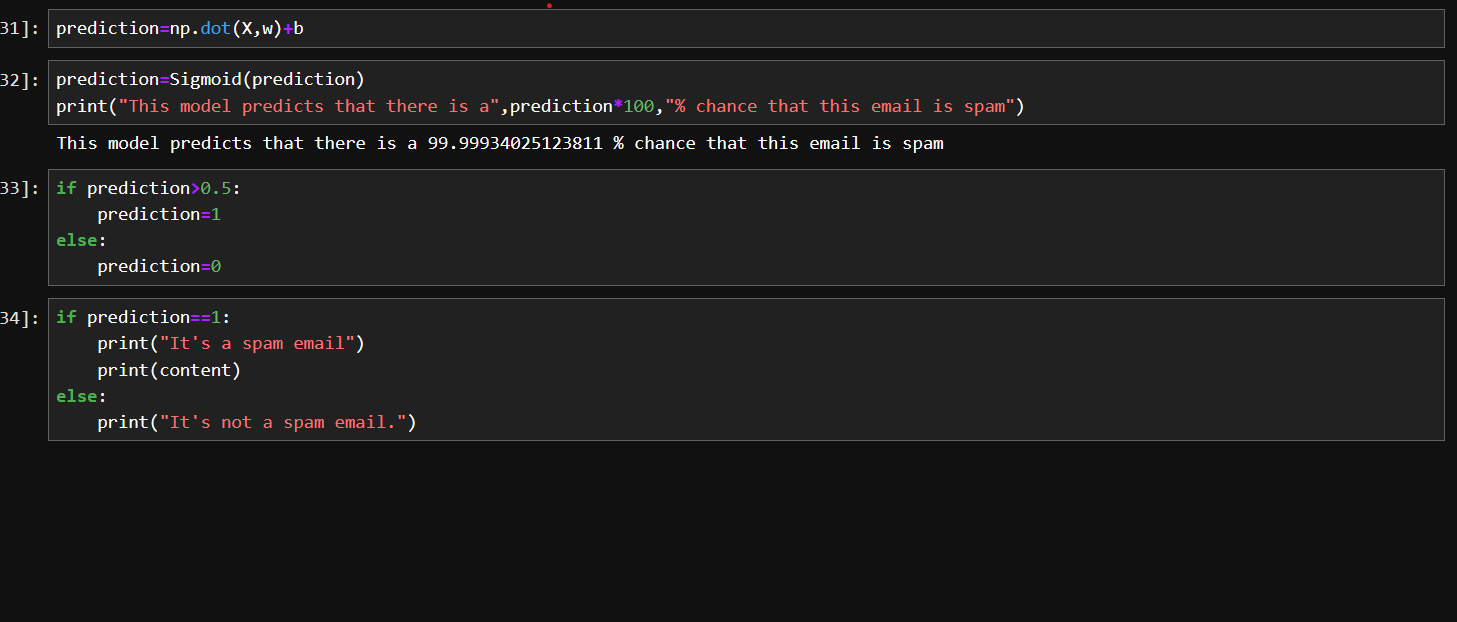 31]: prediction=np.dot(X,w)+b
32]: prediction=Sigmoid(prediction)
print("This model predicts that there is a",prediction*100,"% chance that this email is spam")
This model predicts that there is a 99.99934025123811 % chance that this email is spam
33]: if prediction>0.5:
    prediction=1
else:
    prediction=0
34]: if prediction==1:
    print("It's a spam email")
    print(content)
else:
    print("It's not a spam email.")